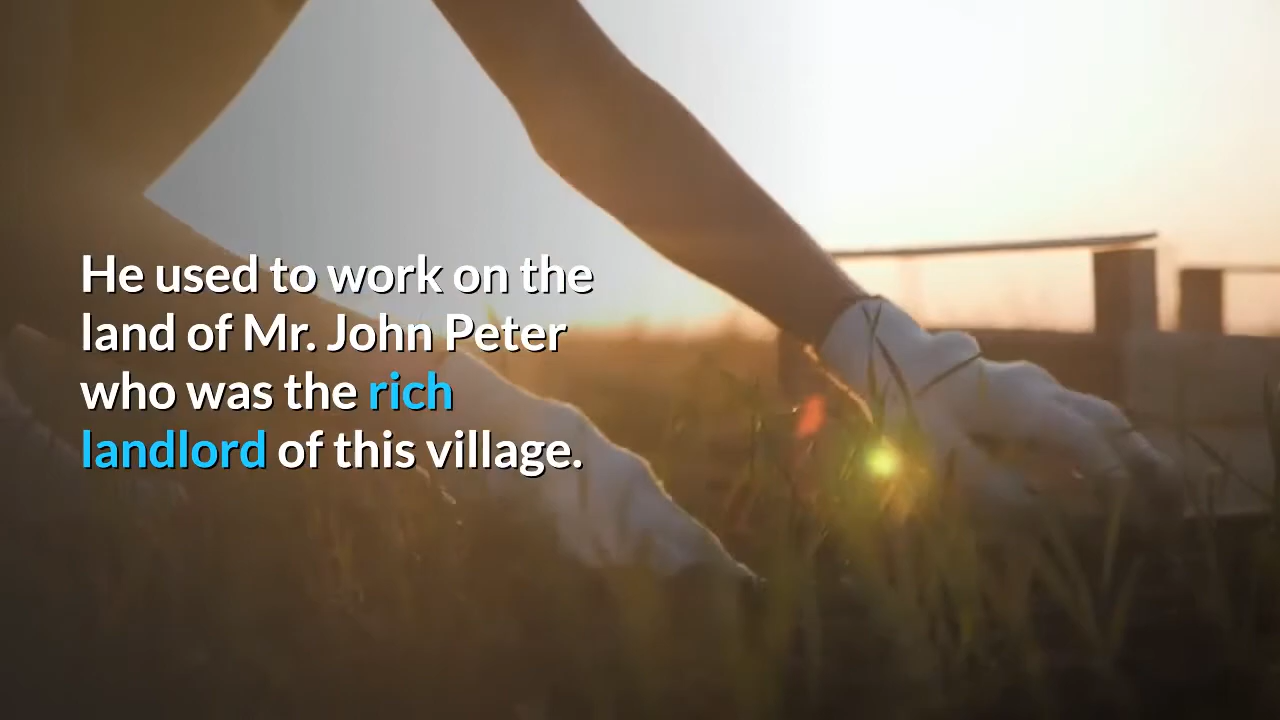 He used to work on the
land of Mr. John Peter
who was the rich
landlord of this village.